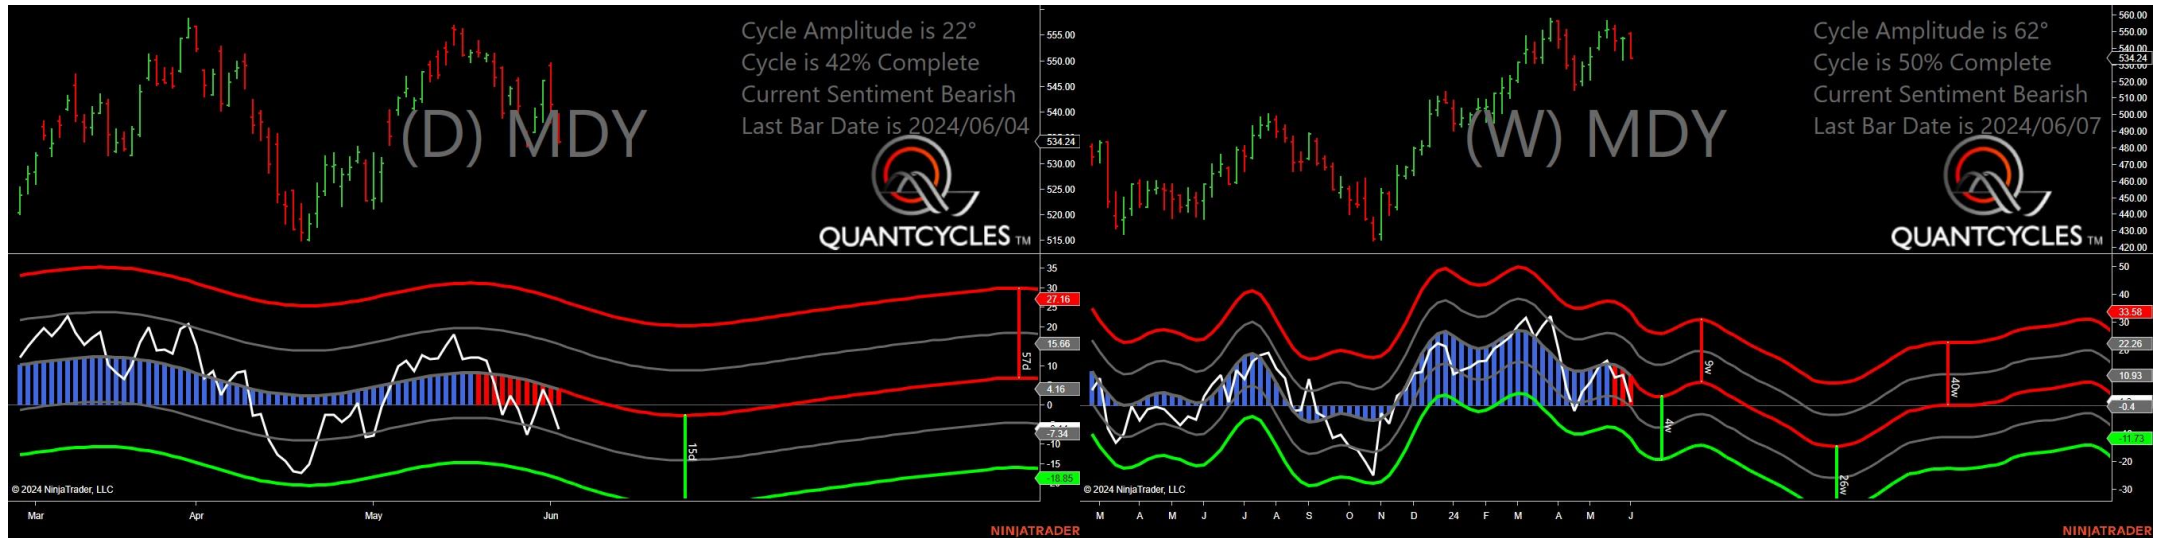 Cycle Amplitude is 22°
Cycle is 42% Complete
Current Sentiment Bearish
Last Bar Date is 2024/06/04
(D) MDY
QUANTCYCLES TM
555.00
550.00
545.00
540.00
534.24
530.00
525.00
520.00
515.00
35
30
27.16
25
20
15.66
10
4.16
0
-7.34
-10
-15
-18.85
57d
15d
© 2024 NinjaTrader, LLC
Mar Apr May Jun
NINJATRADER
Cycle Amplitude is 62°
Cycle is 50% Complete
Current Sentiment Bearish
Last Bar Date is 2024/06/07
(W) MDY
QUANTCYCLES TM
560.00
550.00
540.00
534.24
530.00
520.00
510.00
500.00
490.00
480.00
470.00
460.00
450.00
440.00
430.00
420.00
50
40
33.58
30
22.26
20
10.93
-0.4
-11.73
-20
-30
9w
4w
40w
26w
© 2024 NinjaTrader, LLC
M A M J J A S O N D 24 F M A M J
NINJATRADER